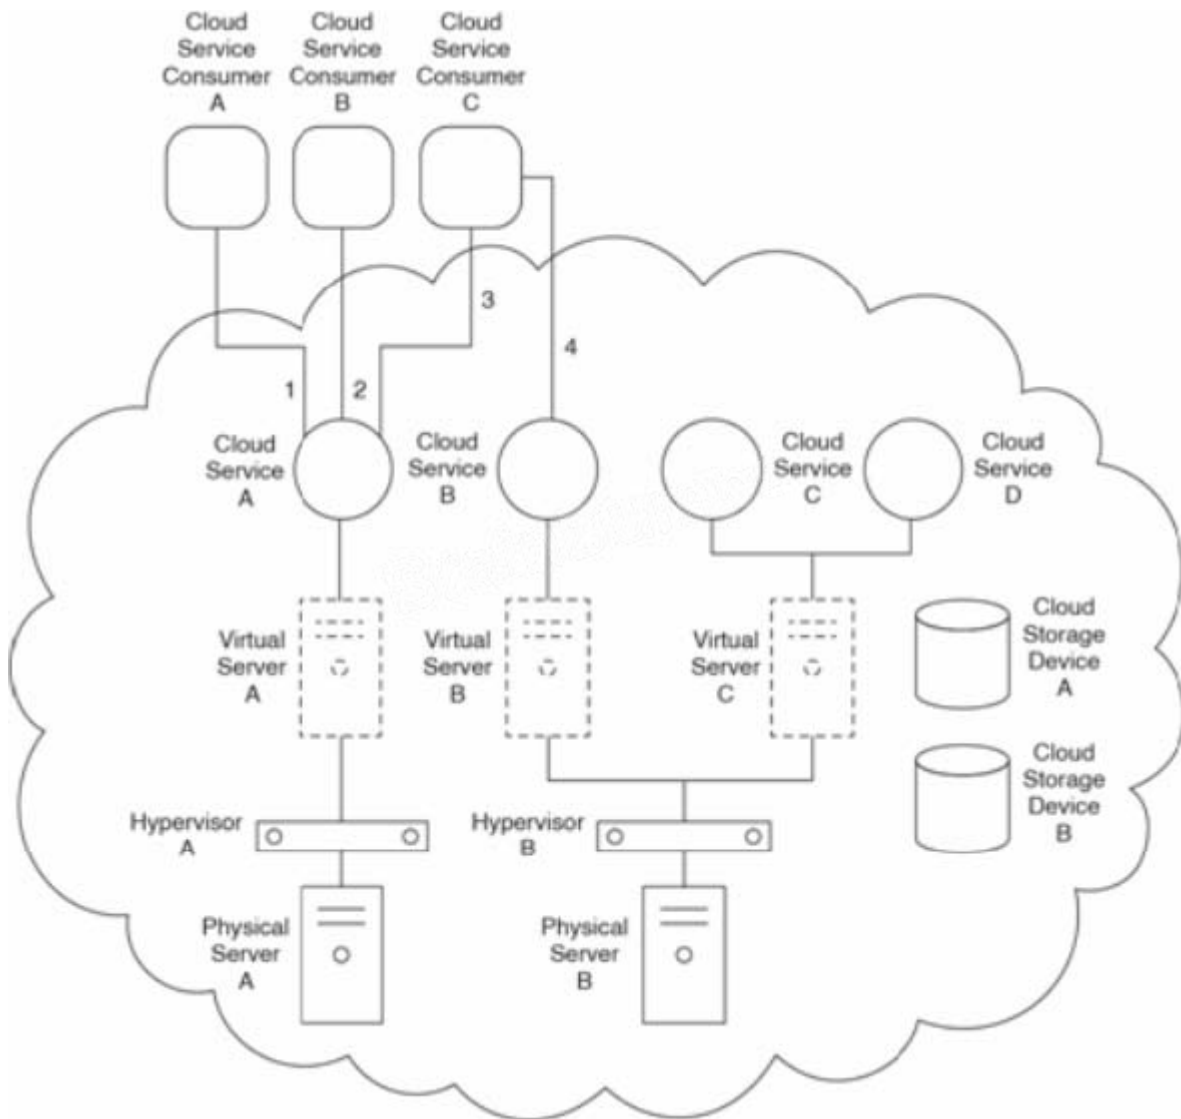 Cloud
Service
Consumer
A
Cloud
Service
Consumer
B
Cloud
Service
Consumer
C
3
4
1
2
Cloud
Service
A
Cloud
Service
B
Cloud
Service
C
Cloud
Service
D
Virtual
Server
A
Virtual
Server
B
Virtual
Server
C
Cloud
Storage
Device
A
Cloud
Storage
Device
B
Hypervisor
A
Hypervisor
B
Physical
Server
A
Physical
Server
B